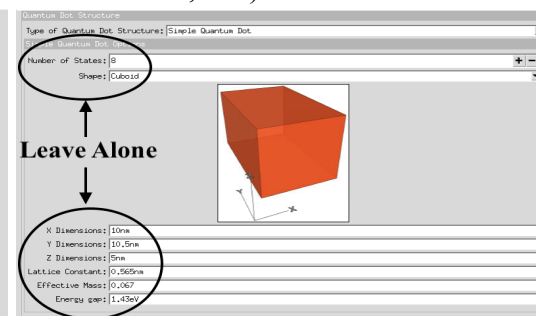 Quantum Dot Structure
Type of Quantum Dot Structure: Simple Quantum Dot
Simple Quantum Dot Options
Number of States: 8
+ -
Shape: Cuboid
Leave Alone
Z
Y
X
X Dimensions: 10nm
Y Dimensions: 10.5nm
Z Dimensions: 5nm
Lattice Constant: 0.565nm
Effective Mass: 0.067
Energy gap: 1.43eV